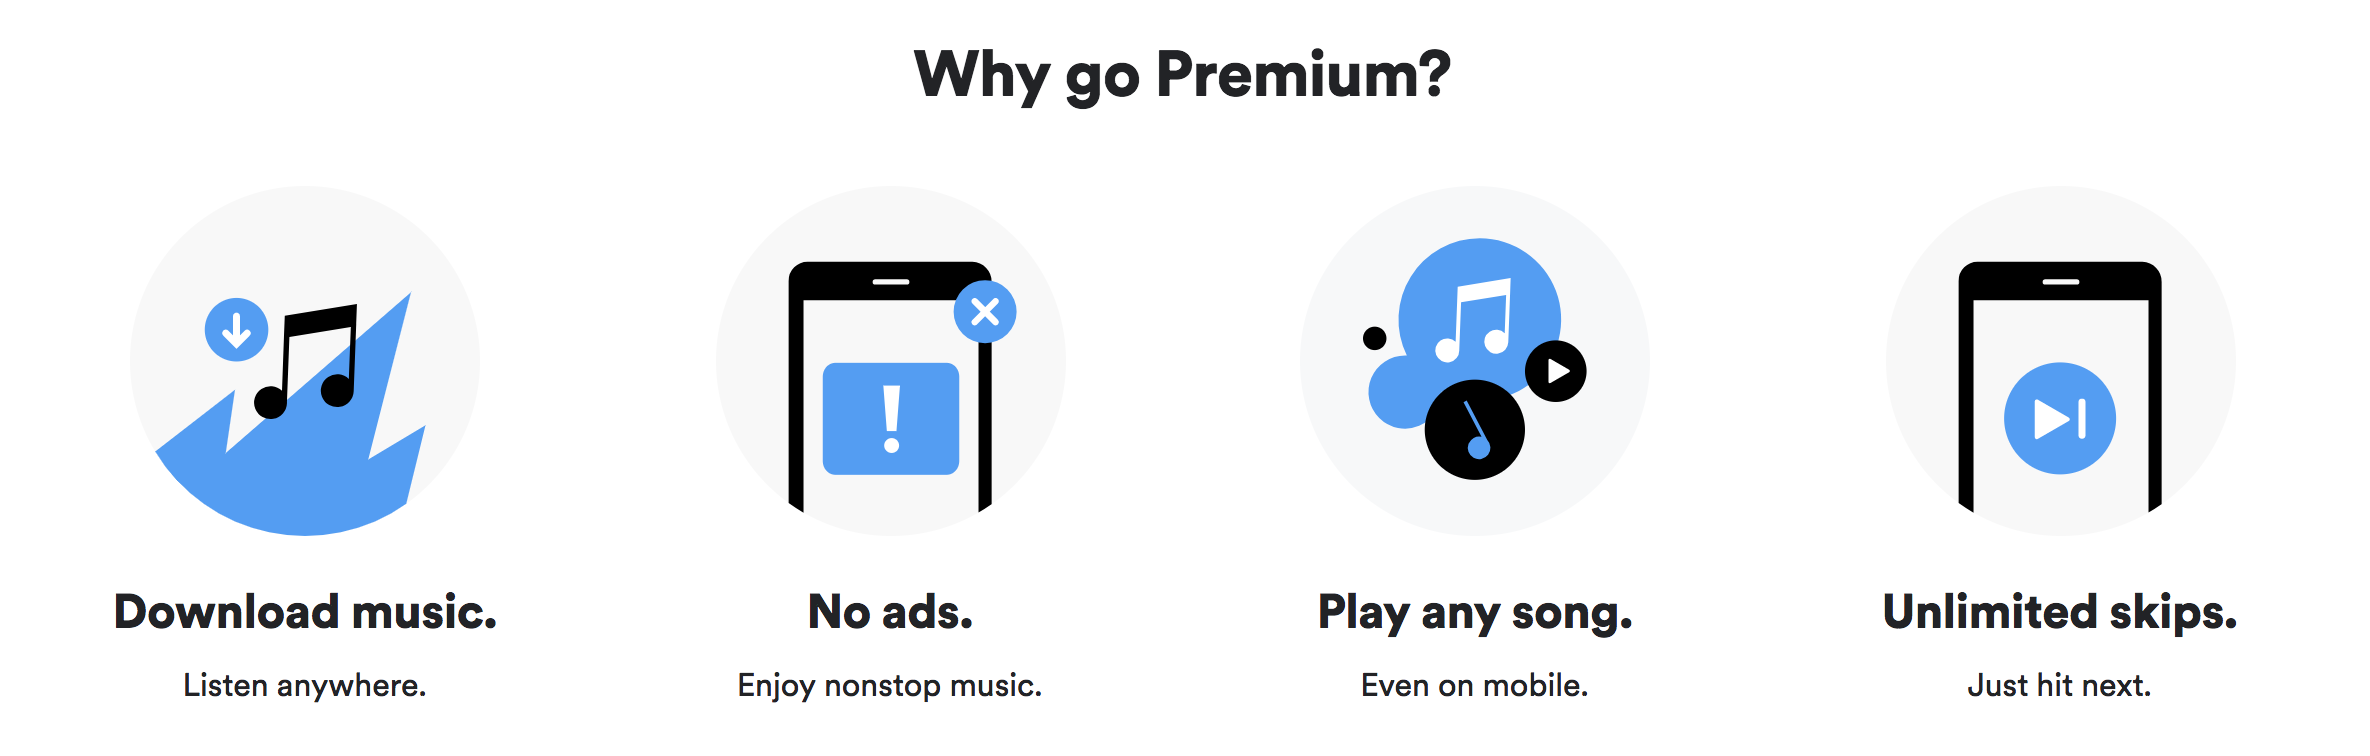 Why go Premium?
Download music.
Listen anywhere.
No ads.
Enjoy nonstop music.
Play any song.
Even on mobile.
Unlimited skips.
Just hit next.